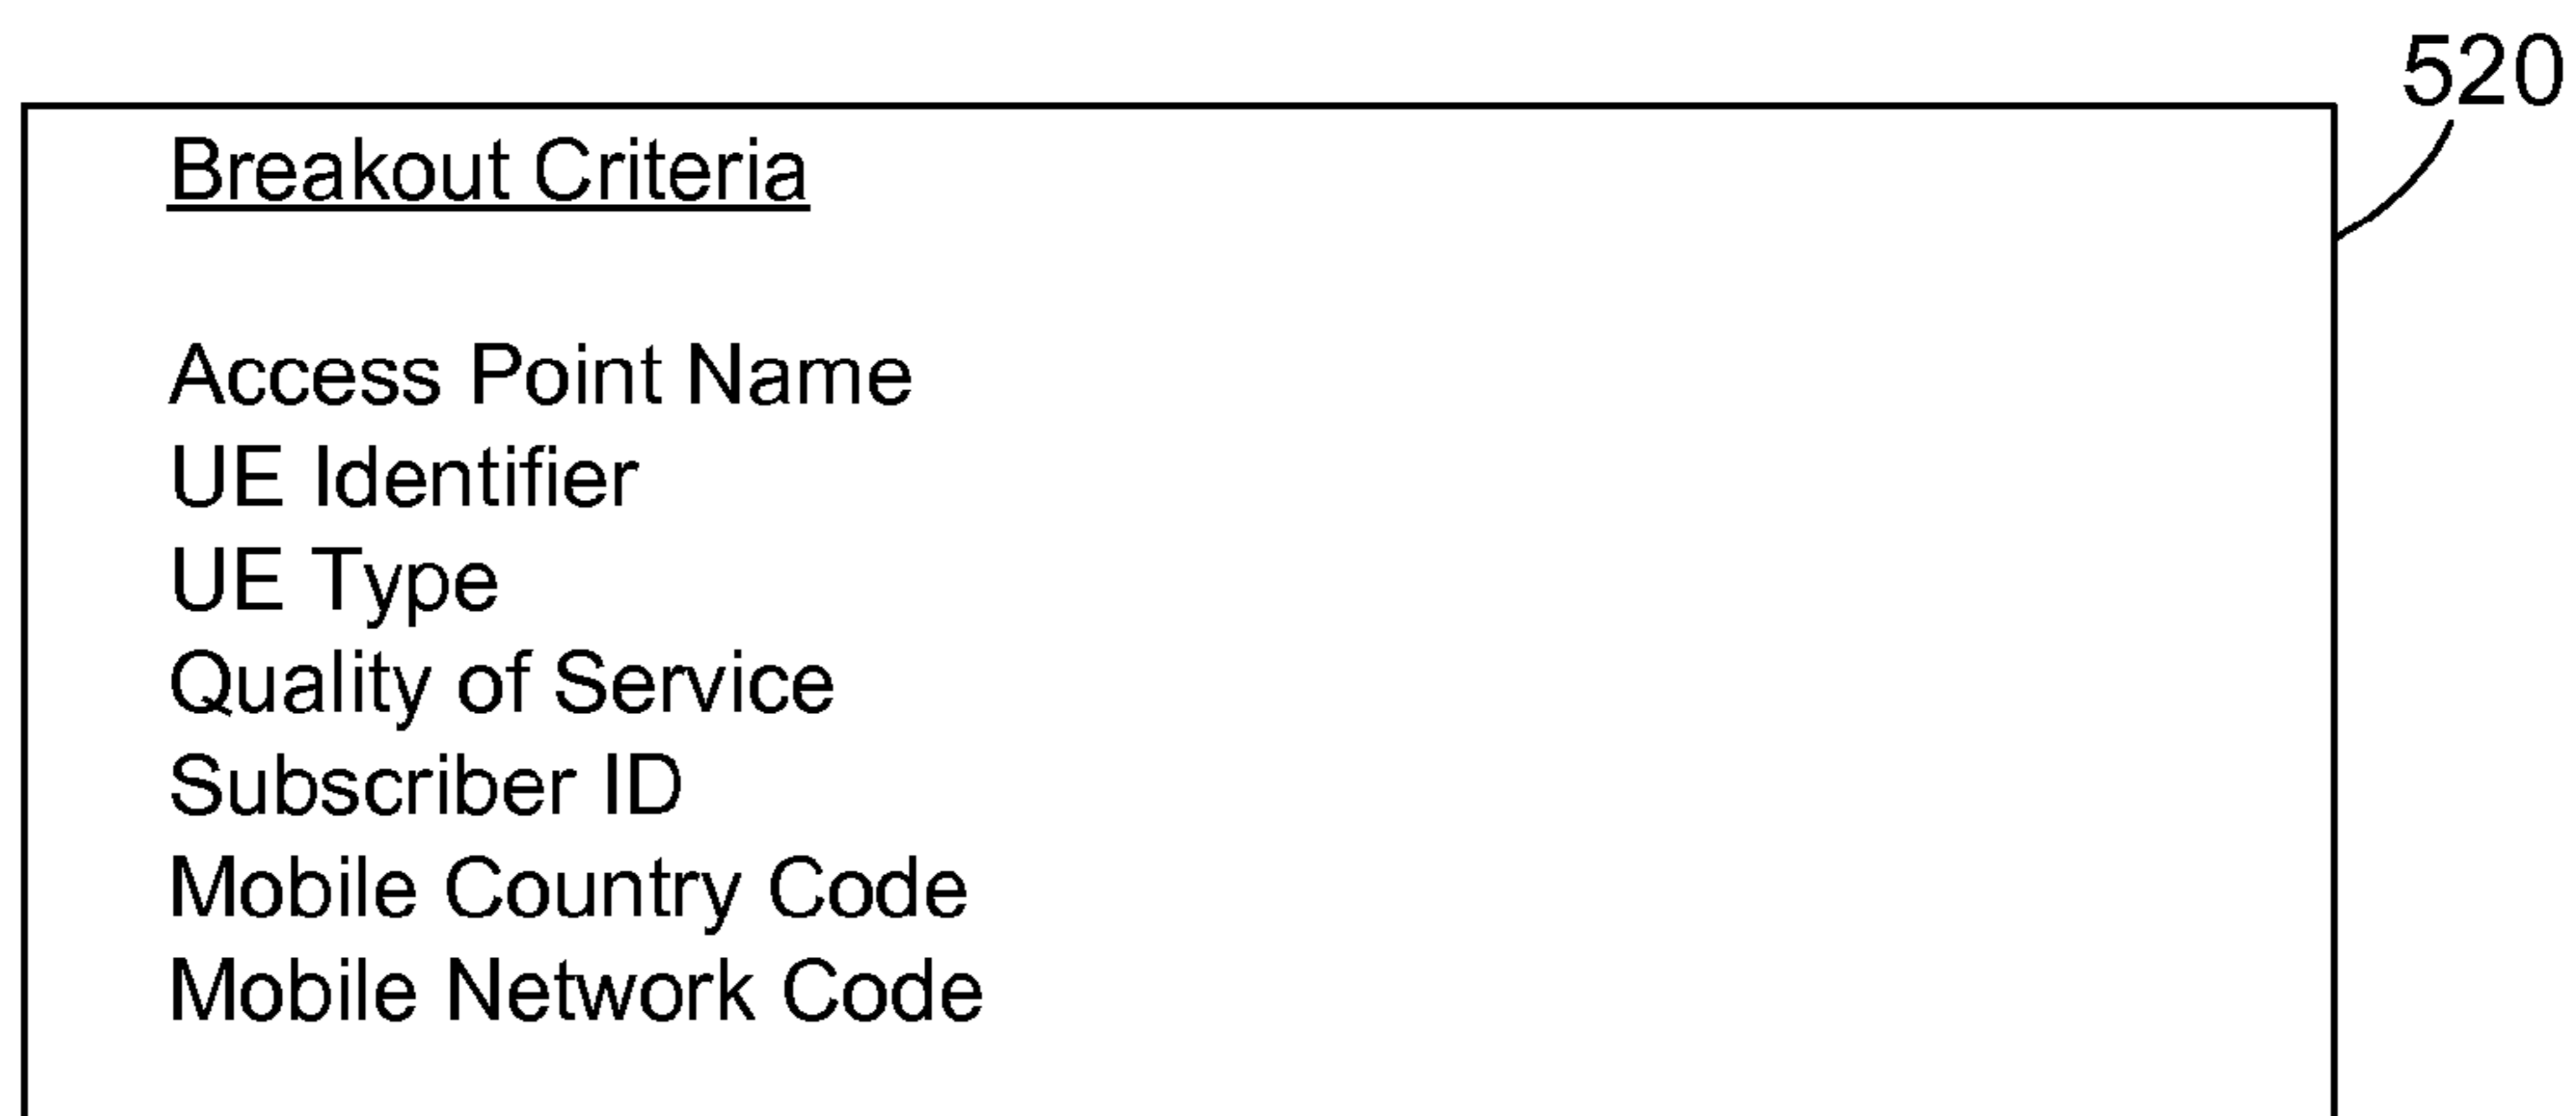 520
Breakout Criteria
Access Point Name
UE Identifier
UE Type
Quality of Service
Subscriber ID
Mobile Country Code
Mobile Network Code